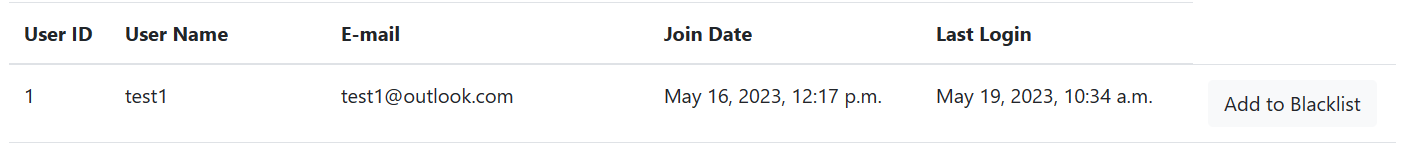 User ID User Name E-mail Join Date Last Login
1 test1 test1@outlook.com May 16, 2023, 12:17 p.m. May 19, 2023, 10:34 a.m. Add to Blacklist